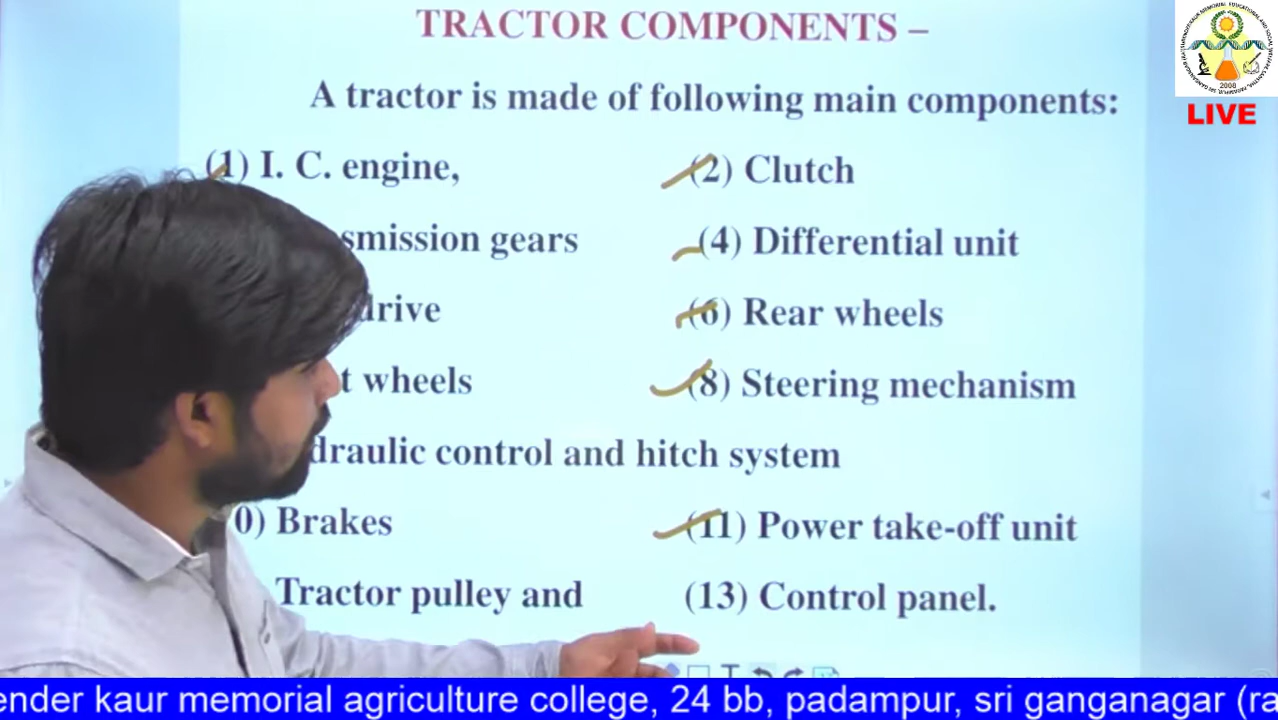 TRACTOR COMPONENTS –
A tractor is made of following main components:
(1) I. C. engine, (2) Clutch
smission gears (4) Differential unit
drive (6) Rear wheels
t wheels (8) Steering mechanism
draulic control and hitch system
0) Brakes (11) Power take-off unit
Tractor pulley and (13) Control panel.
2008
LIVE
ender kaur memorial agriculture college, 24 bb, padampur, sri ganganagar (ra